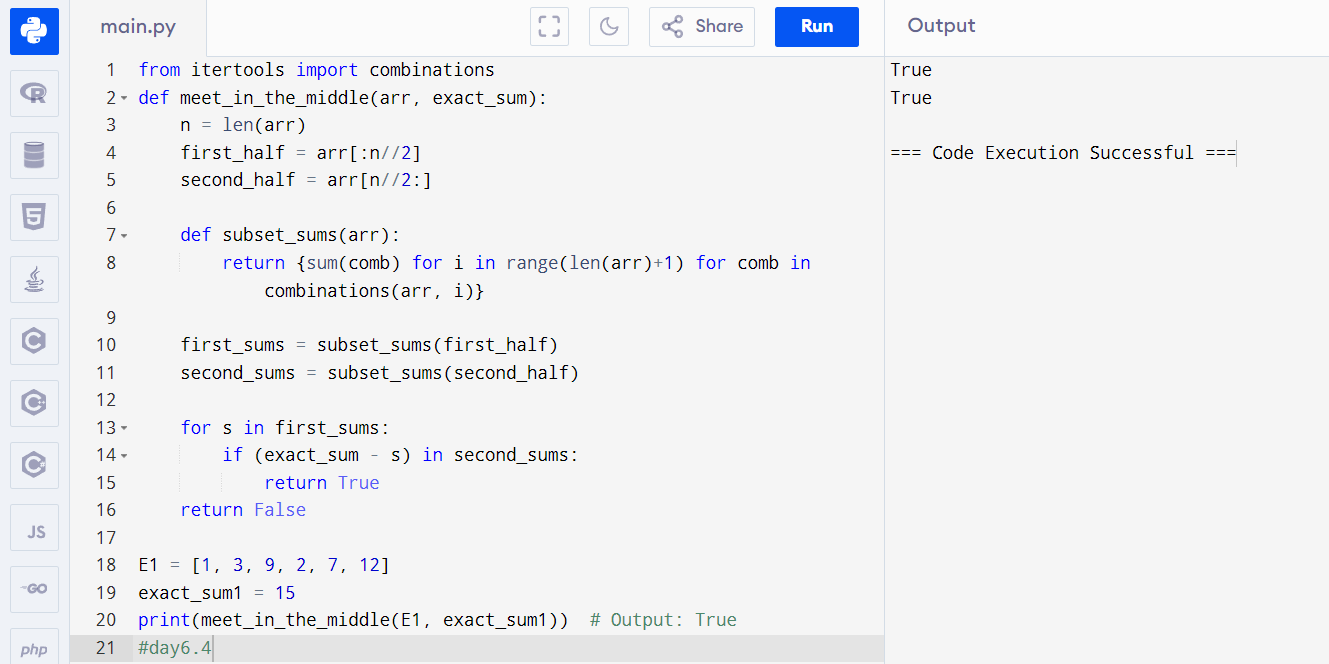 main.py
Share
Run
Output
1 from itertools import combinations
2 def meet_in_the_middle(arr, exact_sum):
3     n = len(arr)
4     first_half = arr[:n//2]
5     second_half = arr[n//2:]
6
7     def subset_sums(arr):
8         return {sum(comb) for i in range(len(arr)+1) for comb in
            combinations(arr, i)}
9
10     first_sums = subset_sums(first_half)
11     second_sums = subset_sums(second_half)
12
13     for s in first_sums:
14         if (exact_sum - s) in second_sums:
15             return True
16     return False
17
18 E1 = [1, 3, 9, 2, 7, 12]
19 exact_sum1 = 15
20 print(meet_in_the_middle(E1, exact_sum1))  # Output: True
21 #day6.4
True
True
=== Code Execution Successful ===
R
5
C
C
C
JS
GO
php